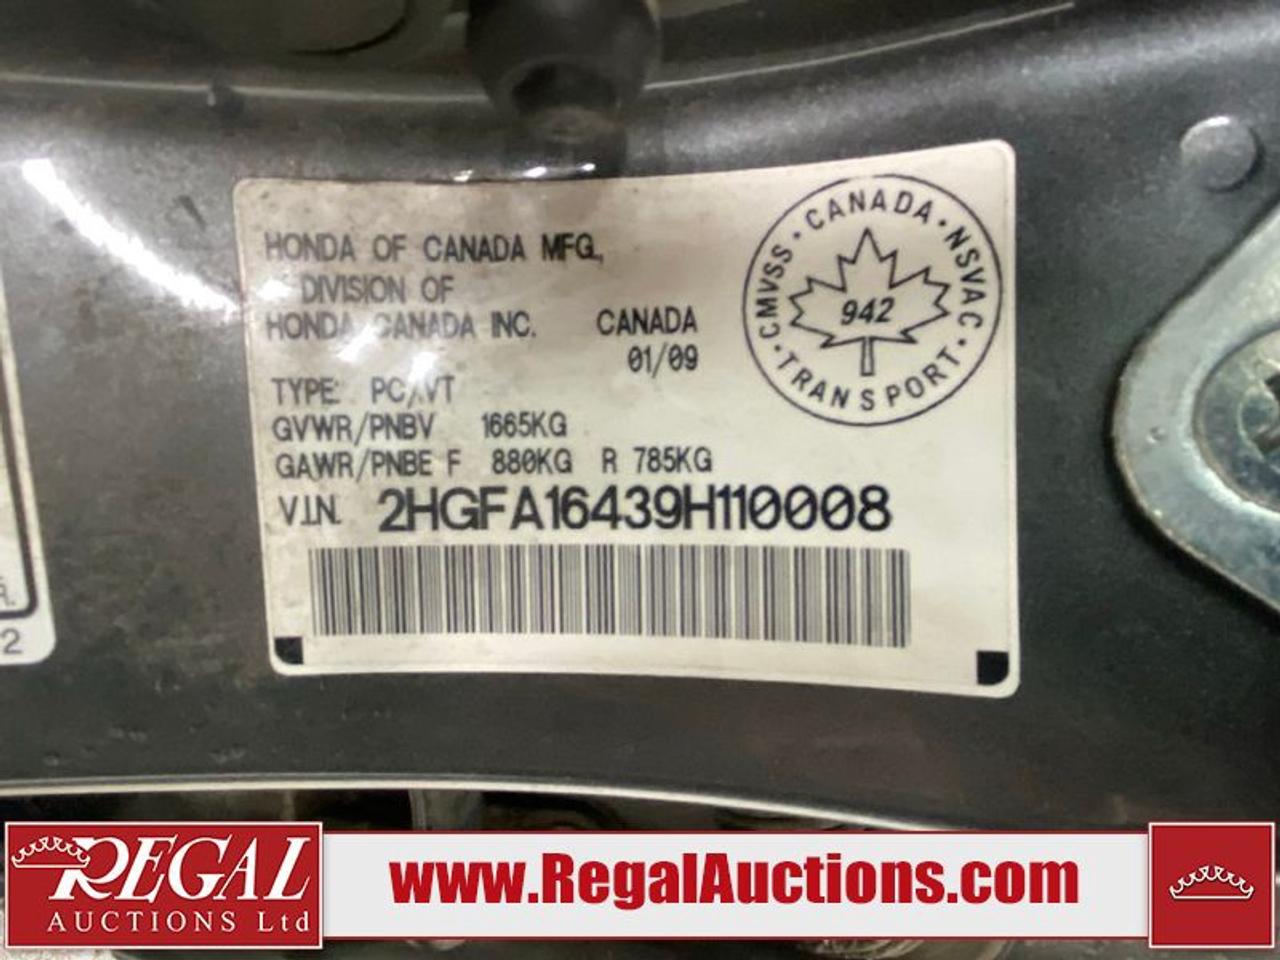 HONDA OF CANADA MFG.,
DIVISION OF
HONDA CANADA INC. CANADA
01/09
TYPE: PC/VT
GVWR/PNBV 1665KG
GAWR/PNBE F 880KG R 785KG
V.I.N. 2HGFA16439H110008
CMVSS · CANADA · NSVAC · TRANSPORT ·
942
R.
2
REGAL
AUCTIONS Ltd
www.RegalAuctions.com